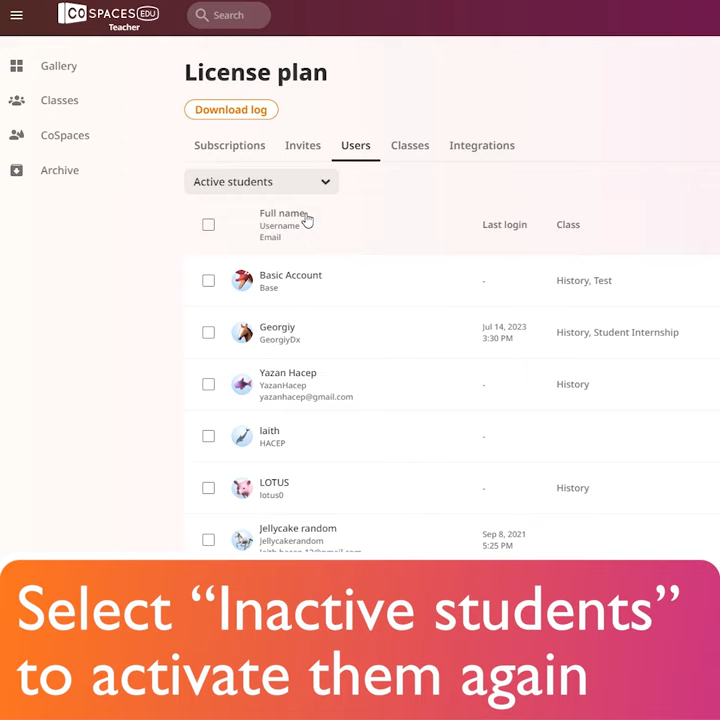 COSPACES EDU
Teacher
Search
Gallery
Classes
CoSpaces
Archive
License plan
Download log
Subscriptions Invites Users Classes Integrations
Active students
Full name
Username
Email
Last login
Class
Basic Account
Base
-
History, Test
Georgiy
GeorgiyDx
Jul 14, 2023
3:30 PM
History, Student Internship
Yazan Hacep
YazanHacep
yazanhacep@gmail.com
-
History
laith
HACEP
-
LOTUS
lotus0
-
History
Jellycake random
Jellycakerandom
Sep 8, 2021
5:25 PM
Select “Inactive students”
to activate them again